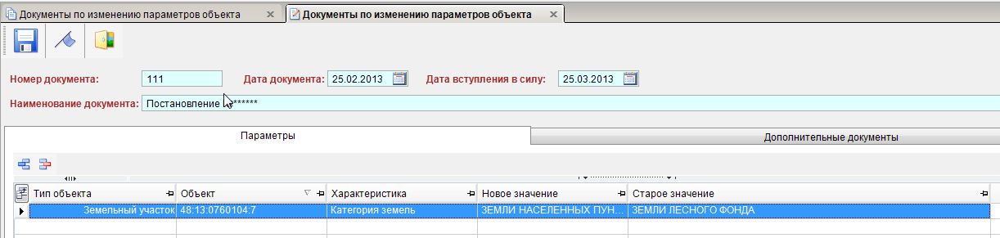 Документы по изменению параметров объекта Документы по изменению параметров объекта
Номер документа: 111 Дата документа: 25.02.2013 Дата вступления в силу: 25.03.2013
Наименование документа: Постановление ******
Параметры Дополнительные документы
Тип объекта Объект Характеристика Новое значение Старое значение
Земельный участок 48:13:0760104:7 Категория земель ЗЕМЛИ НАСЕЛЕННЫХ ПУН... ЗЕМЛИ ЛЕСНОГО ФОНДА